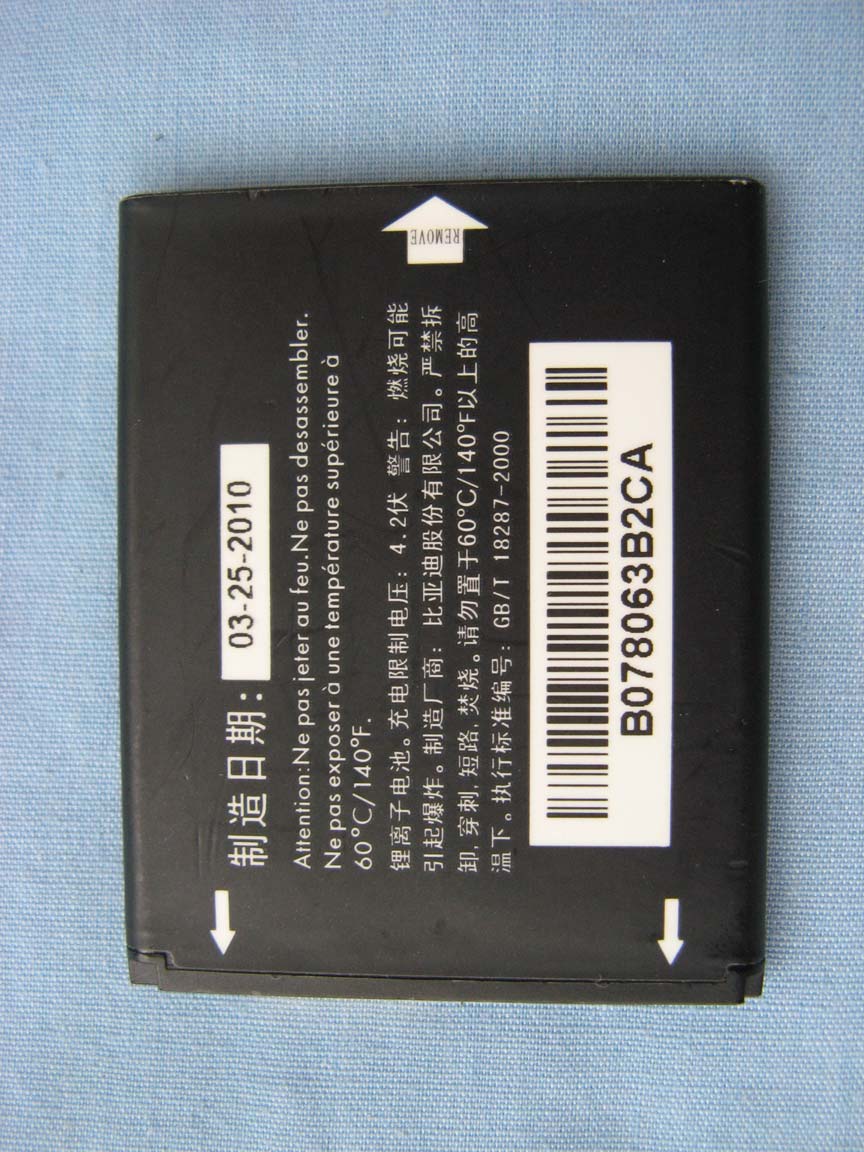 REMOVE
制造日期: 03-25-2010
Attention:Ne pas jeter au feu.Ne pas desassembler.
Ne pas exposer à une température supérieure à
60°C/140°F.
锂离子电池。充电限制电压: 4.2伏 警告: 燃烧可能
引起爆炸。制造厂商: 比亚迪股份有限公司。严禁拆
卸,穿刺,短路,焚烧。请勿置于60°C/140°F以上的高
温下。执行标准编号: GB/T 18287-2000
B078063B2CA